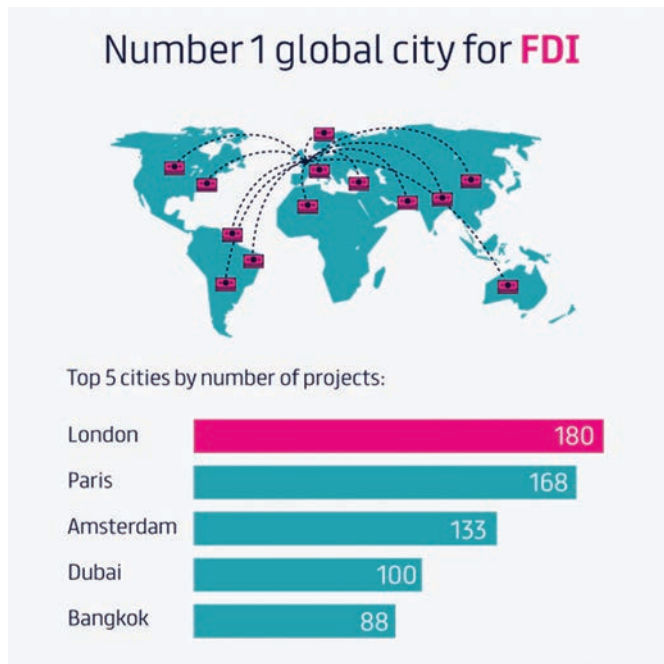 Number 1 global city for FDI
Top 5 cities by number of projects:
London 180
Paris 168
Amsterdam 133
Dubai 100
Bangkok 88